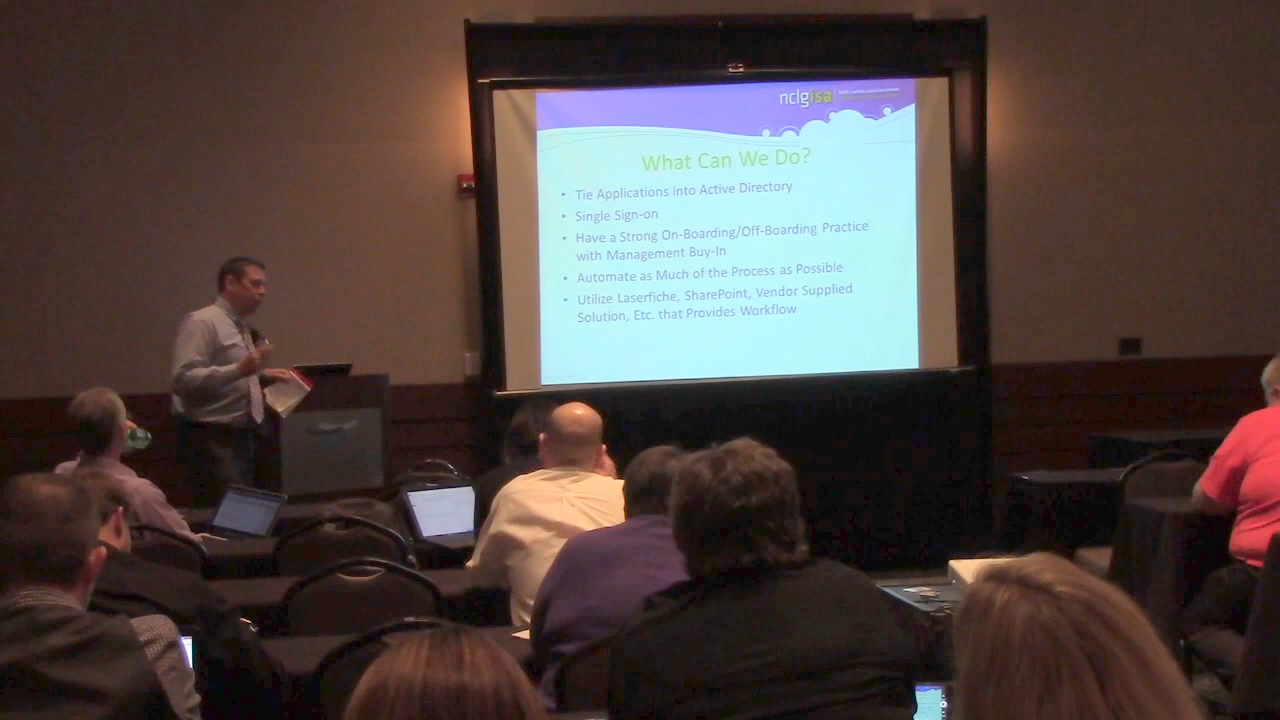 nclgisa
What Can We Do?
• Tie Applications into Active Directory
• Single Sign-on
• Have a Strong On-Boarding/Off-Boarding Practice
with Management Buy-In
• Automate as Much of the Process as Possible
• Utilize Laserfiche, SharePoint, Vendor Supplied
Solution, Etc. that Provides Workflow